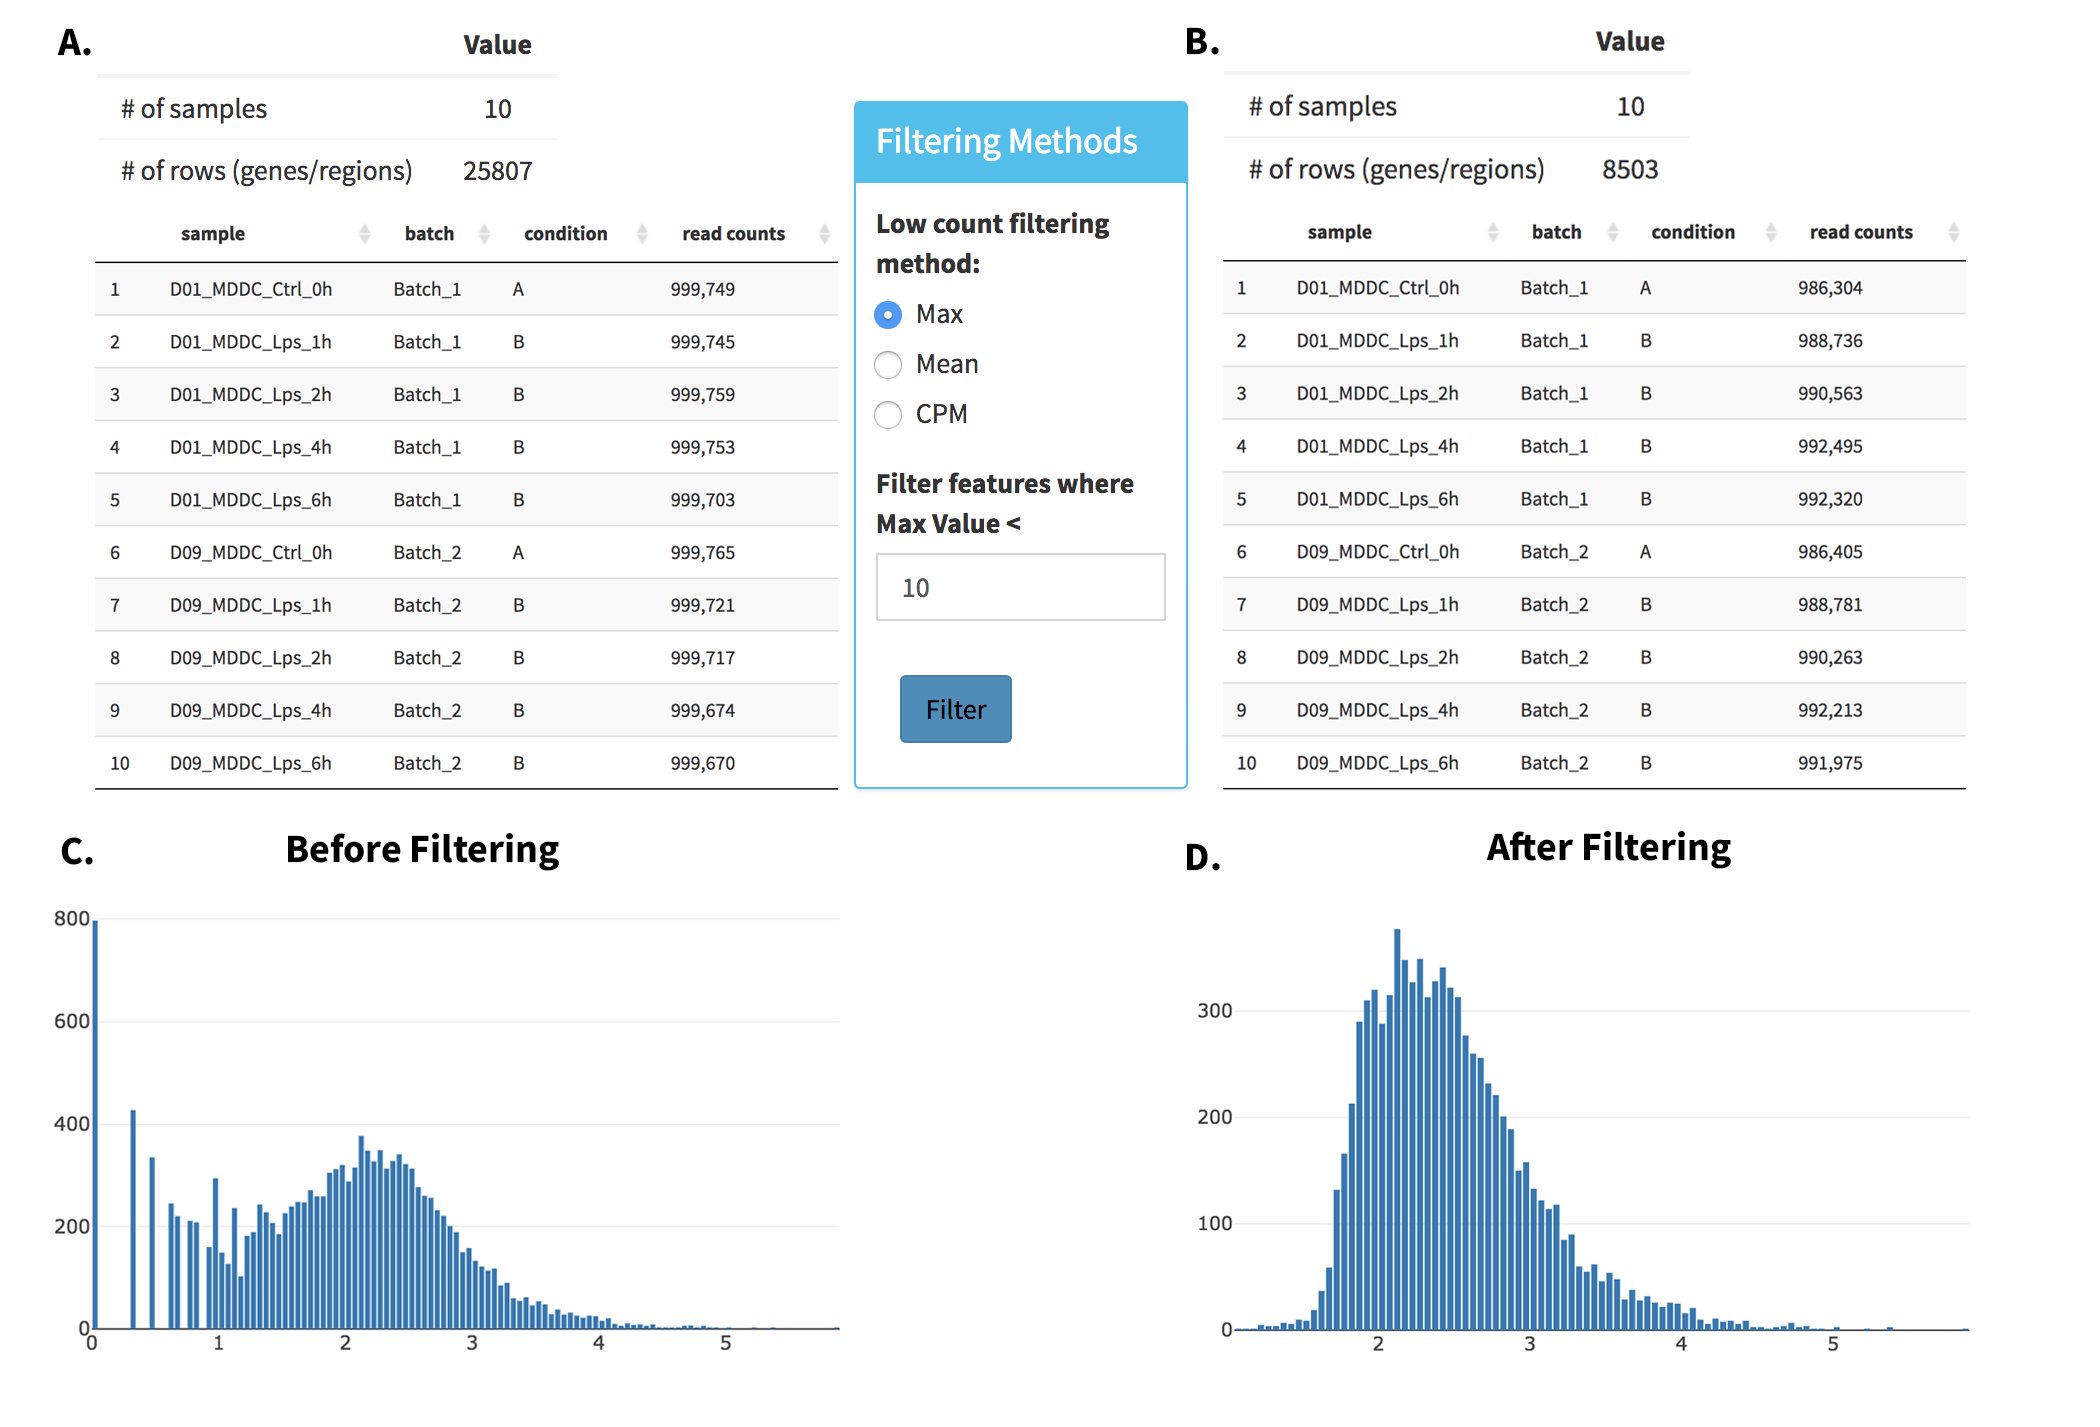 A.
Value
# of samples 10
# of rows (genes/regions) 25807
sample batch condition read counts
1 D01_MDDC_Ctrl_0h Batch_1 A 999,749
2 D01_MDDC_Lps_1h Batch_1 B 999,745
3 D01_MDDC_Lps_2h Batch_1 B 999,759
4 D01_MDDC_Lps_4h Batch_1 B 999,753
5 D01_MDDC_Lps_6h Batch_1 B 999,703
6 D09_MDDC_Ctrl_0h Batch_2 A 999,765
7 D09_MDDC_Lps_1h Batch_2 B 999,721
8 D09_MDDC_Lps_2h Batch_2 B 999,717
9 D09_MDDC_Lps_4h Batch_2 B 999,674
10 D09_MDDC_Lps_6h Batch_2 B 999,670
Filtering Methods
Low count filtering
method:
Max
Mean
CPM
Filter features where
Max Value <
10
Filter
B.
Value
# of samples 10
# of rows (genes/regions) 8503
sample batch condition read counts
1 D01_MDDC_Ctrl_0h Batch_1 A 986,304
2 D01_MDDC_Lps_1h Batch_1 B 988,736
3 D01_MDDC_Lps_2h Batch_1 B 990,563
4 D01_MDDC_Lps_4h Batch_1 B 992,495
5 D01_MDDC_Lps_6h Batch_1 B 992,320
6 D09_MDDC_Ctrl_0h Batch_2 A 986,405
7 D09_MDDC_Lps_1h Batch_2 B 988,781
8 D09_MDDC_Lps_2h Batch_2 B 990,263
9 D09_MDDC_Lps_4h Batch_2 B 992,213
10 D09_MDDC_Lps_6h Batch_2 B 991,975
C.
Before Filtering
800
600
400
200
0
0 1 2 3 4 5
D.
After Filtering
300
200
100
0
2 3 4 5